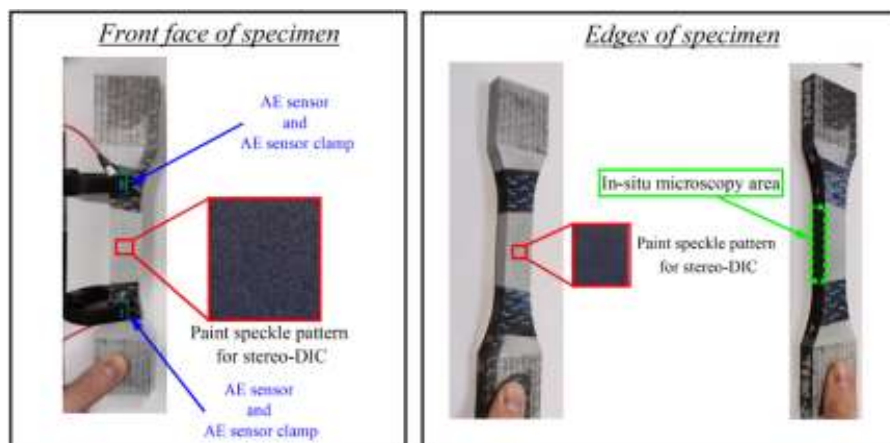 Front face of specimen
AE sensor
and
AE sensor clamp
Paint speckle pattern
for stereo-DIC
AE sensor
and
AE sensor clamp
Edges of specimen
In-situ microscopy area
Paint speckle pattern
for stereo-DIC